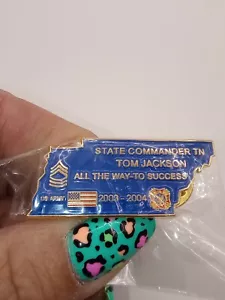 STATE COMMANDER TN
TOM JACKSON
ALL THE WAY-TO SUCCESS
US ARMY
2003 - 2004